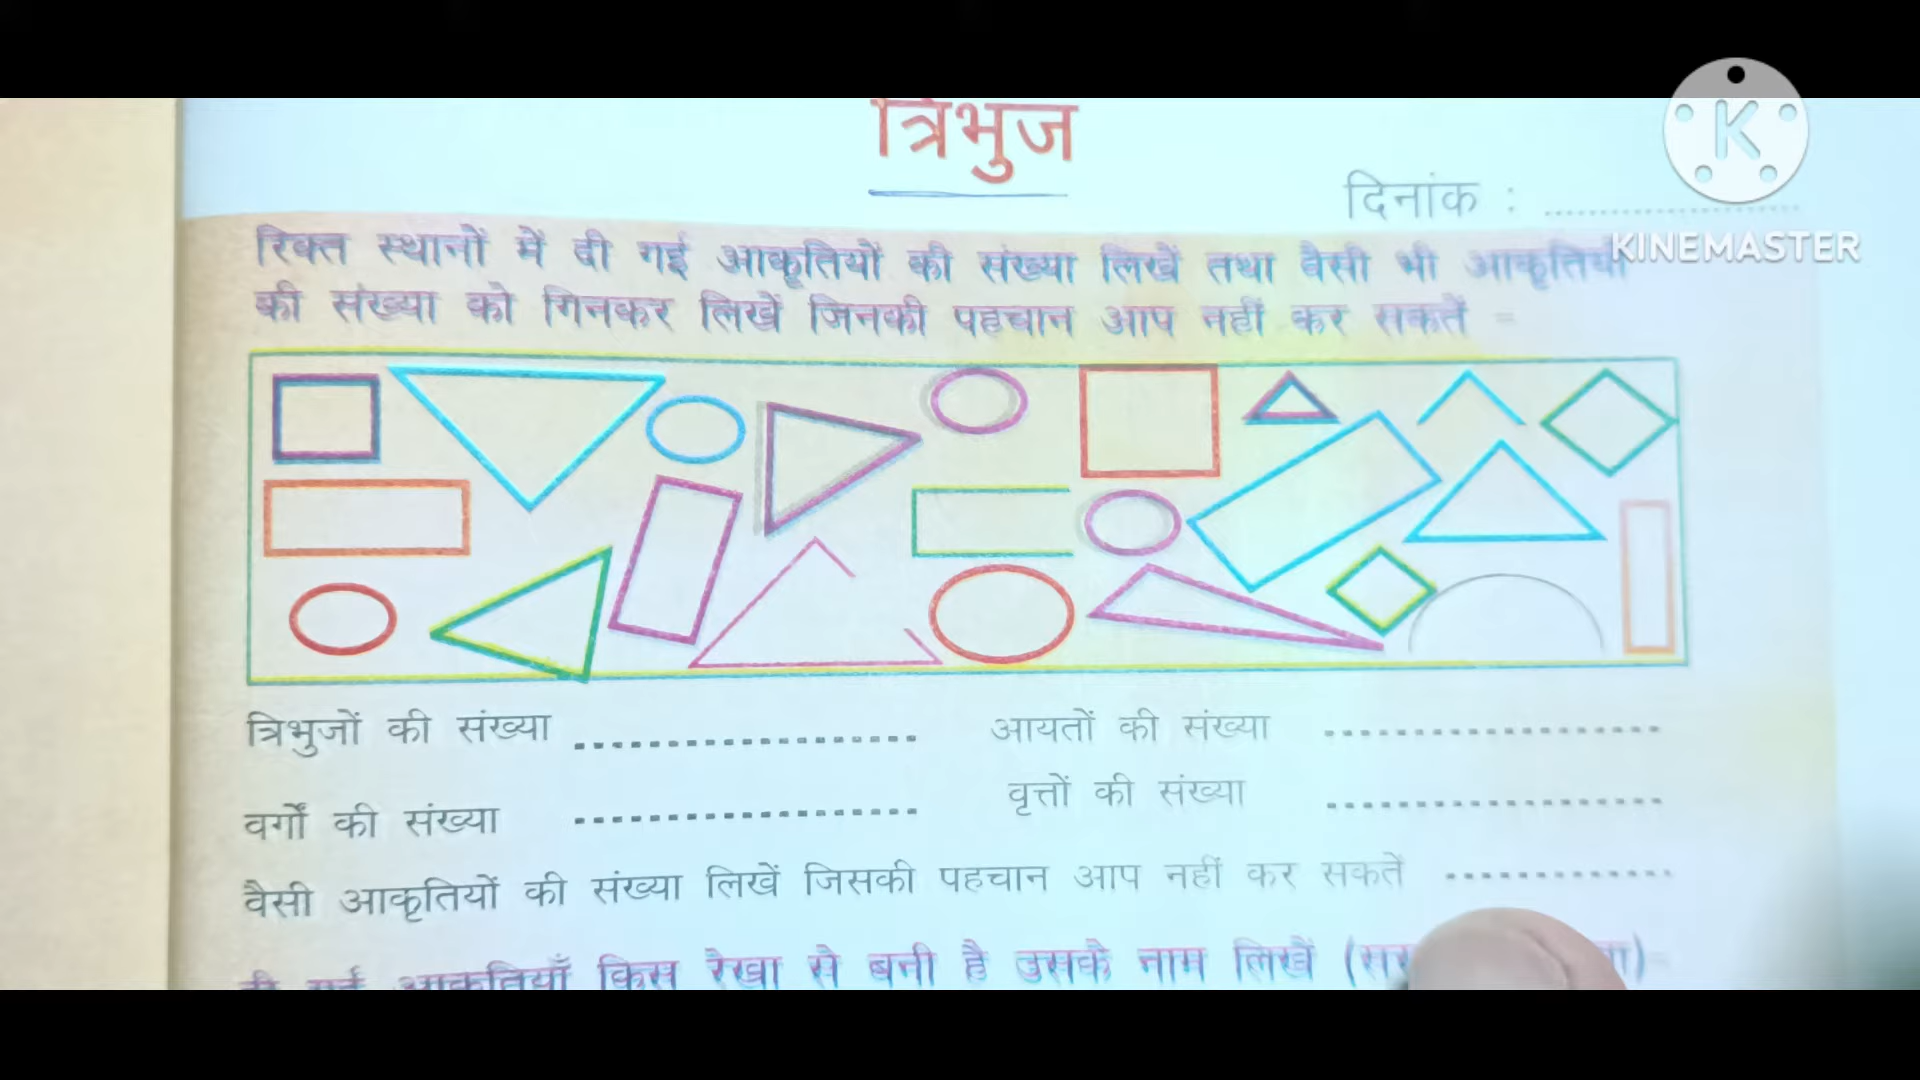 त्रिभुज
दिनांक : ....................
K
KINEMASTER
रिक्त स्थानों में दी गई आकृतियों की संख्या लिखें तथा वैसी भी आकृतियों
की संख्या को गिनकर लिखें जिनकी पहचान आप नहीं कर सकतें =
त्रिभुजों की संख्या ....................
आयतों की संख्या ....................
वर्गों की संख्या ....................
वृत्तों की संख्या ....................
वैसी आकृतियों की संख्या लिखें जिसकी पहचान आप नहीं कर सकतें .............
दी गई आकृतियाँ किस रेखा से बनी है उसके नाम लिखें